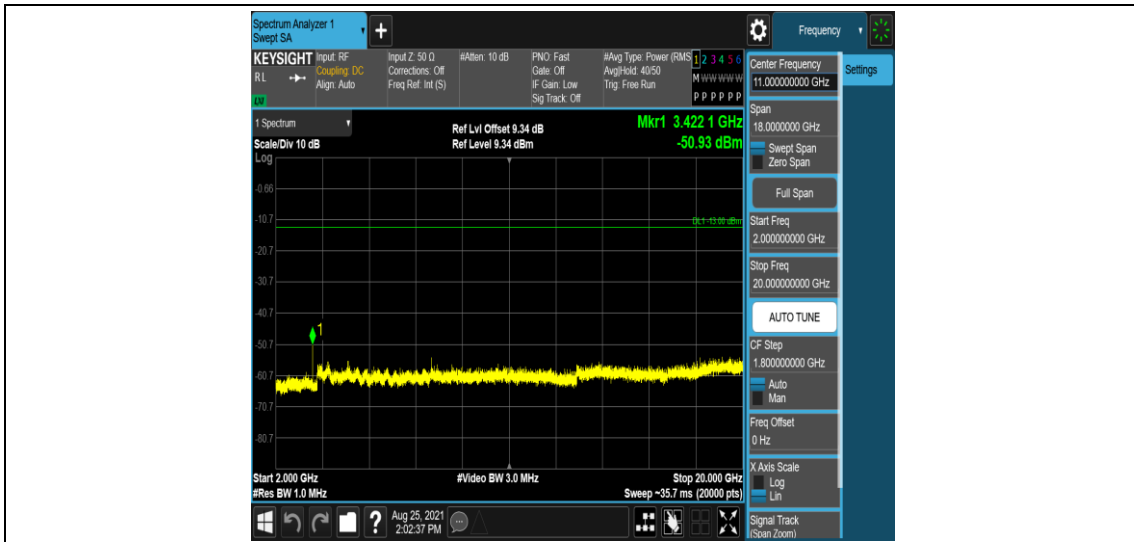 Spectrum Analyzer 1
Swept SA
+
Frequency
KEYSIGHT
RL
LXI
Input: RF
Coupling: DC
Align: Auto
Input Z: 50 Ω
Corrections: Off
Freq Ref: Int (S)
#Atten: 10 dB
PNO: Fast
Gate: Off
IF Gain: Low
Sig Track: Off
#Avg Type: Power (RMS
Avg|Hold: 40/50
Trig: Free Run
1 2 3 4 5 6
M W W W W W
P P P P P P
1 Spectrum
Ref Lvl Offset 9.34 dB
Mkr1 3.422 1 GHz
Scale/Div 10 dB
Ref Level 9.34 dBm
-50.93 dBm
Log
-0.66
-10.7
DL1 -13.00 dBm
-20.7
-30.7
-40.7
1
-50.7
-60.7
-70.7
-80.7
Start 2.000 GHz
#Video BW 3.0 MHz
Stop 20.000 GHz
#Res BW 1.0 MHz
Sweep ~35.7 ms (20000 pts)
?
Aug 25, 2021
2:02:37 PM
Center Frequency
11.000000000 GHz
Settings
Span
18.0000000 GHz
Swept Span
Zero Span
Full Span
Start Freq
2.000000000 GHz
Stop Freq
20.000000000 GHz
AUTO TUNE
CF Step
1.800000000 GHz
Auto
Man
Freq Offset
0 Hz
X Axis Scale
Log
Lin
Signal Track
(Span Zoom)